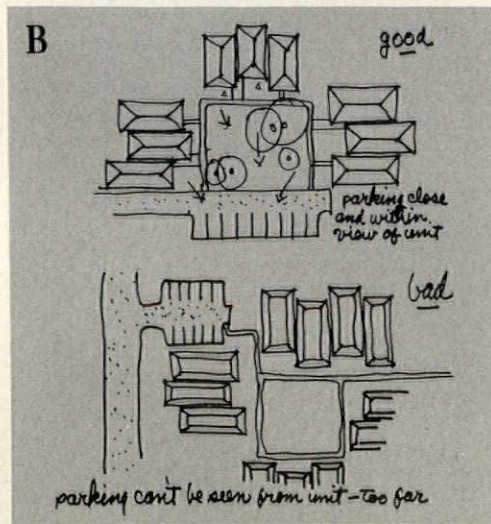 B
good
parking close
and within
view of unit
bad
parking can't be seen from unit - too far